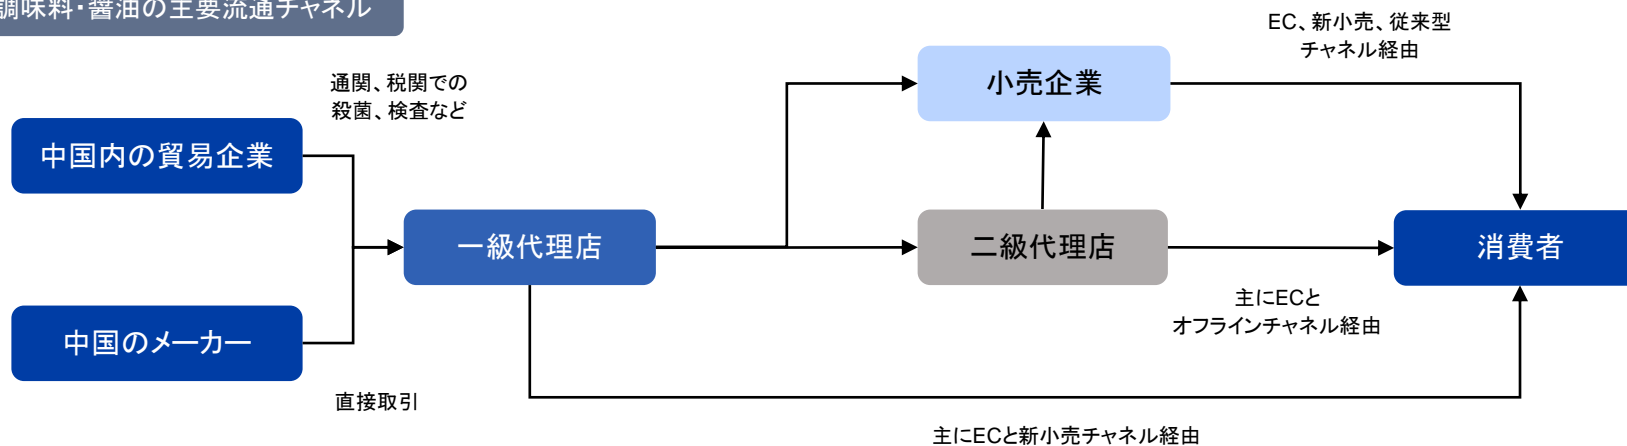 調味料・醤油の主要流通チャネル
EC、新小売、従来型
チャネル経由
通関、税関での
殺菌、検査など
小売企業
中国内の貿易企業
一級代理店
二級代理店
消費者
主にECと
オフラインチャネル経由
中国のメーカー
直接取引
主にECと新小売チャネル経由